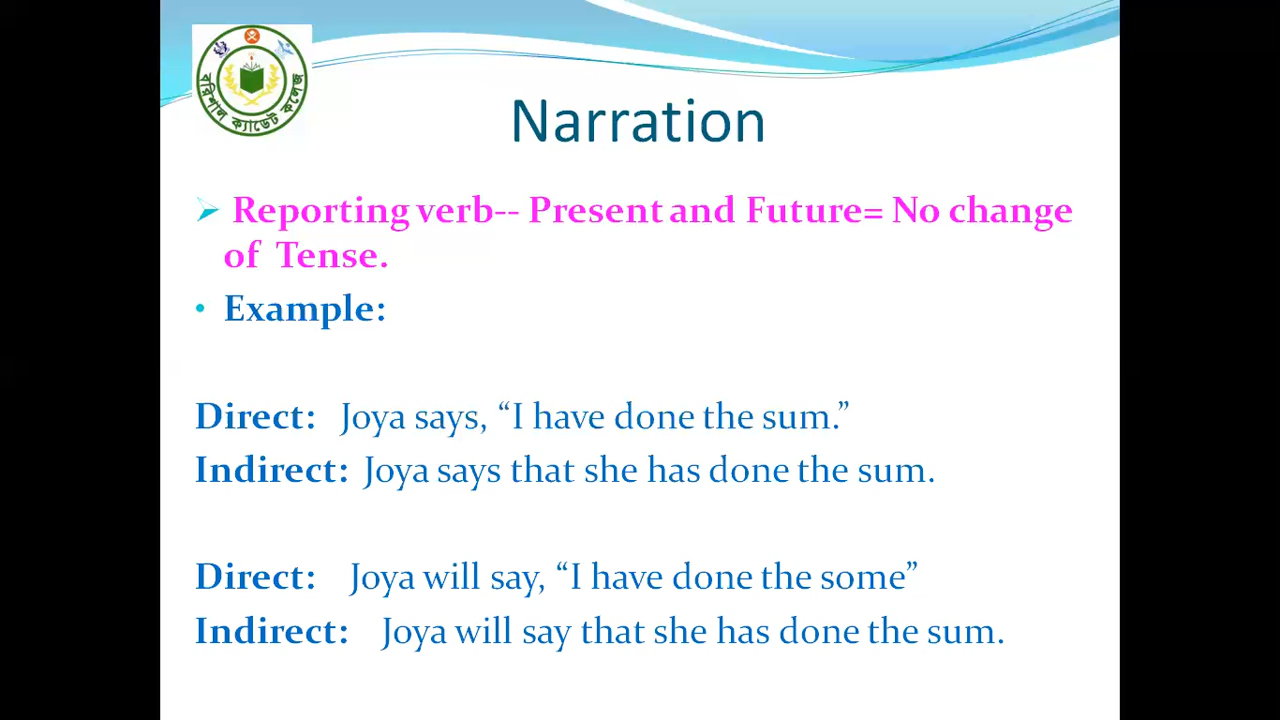 বরিশাল ক্যাডেট কলেজ
Narration
Reporting verb-- Present and Future= No change
of Tense.
Example:
Direct: Joya says, “I have done the sum.”
Indirect: Joya says that she has done the sum.
Direct: Joya will say, “I have done the some”
Indirect: Joya will say that she has done the sum.